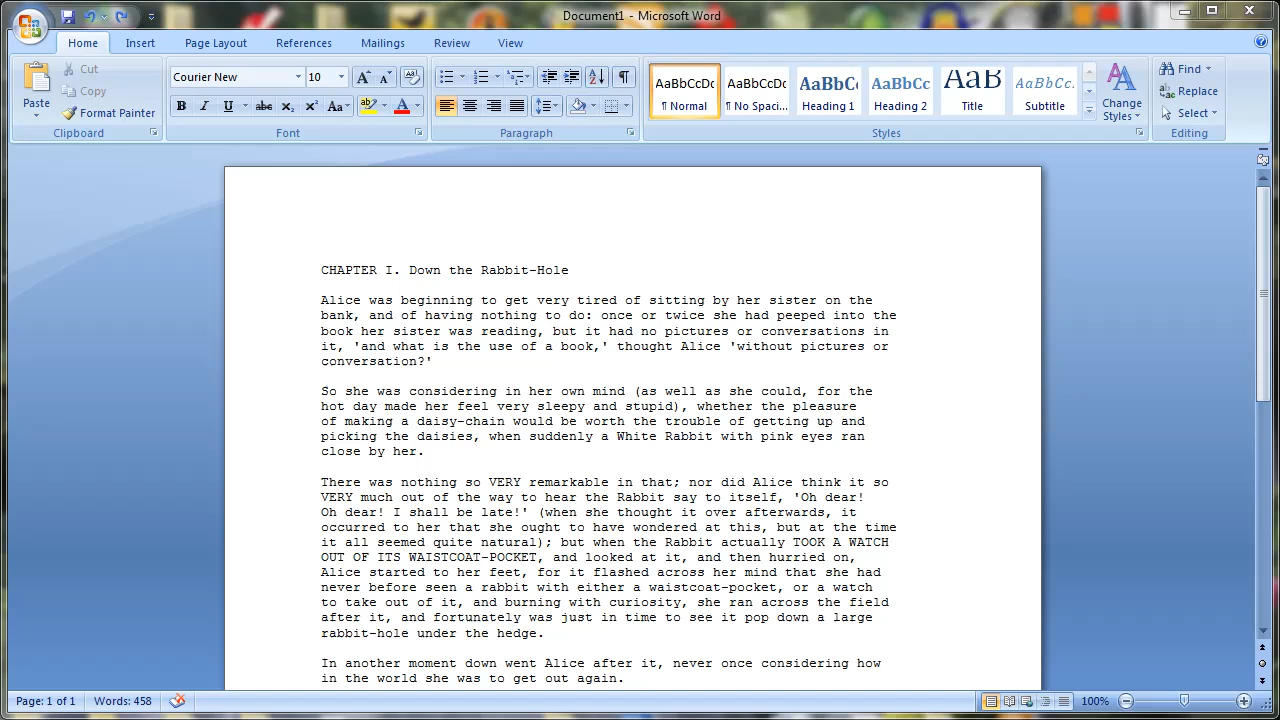 Document1 - Microsoft Word
Home Insert Page Layout References Mailings Review View
Paste
Cut
Copy
Format Painter
Clipboard
Courier New 10
B I U abc x₂ x² Aa
Font
Paragraph
AaBbCcDc AaBbCcDc AaBbC AaBbCc AaB AaBbCc.
¶ Normal ¶ No Spaci... Heading 1 Heading 2 Title Subtitle
Change Styles
Styles
Find
Replace
Select
Editing
CHAPTER I. Down the Rabbit-Hole
Alice was beginning to get very tired of sitting by her sister on the
bank, and of having nothing to do: once or twice she had peeped into the
book her sister was reading, but it had no pictures or conversations in
it, 'and what is the use of a book,' thought Alice 'without pictures or
conversation?'
So she was considering in her own mind (as well as she could, for the
hot day made her feel very sleepy and stupid), whether the pleasure
of making a daisy-chain would be worth the trouble of getting up and
picking the daisies, when suddenly a White Rabbit with pink eyes ran
close by her.
There was nothing so VERY remarkable in that; nor did Alice think it so
VERY much out of the way to hear the Rabbit say to itself, 'Oh dear!
Oh dear! I shall be late!' (when she thought it over afterwards, it
occurred to her that she ought to have wondered at this, but at the time
it all seemed quite natural); but when the Rabbit actually TOOK A WATCH
OUT OF ITS WAISTCOAT-POCKET, and looked at it, and then hurried on,
Alice started to her feet, for it flashed across her mind that she had
never before seen a rabbit with either a waistcoat-pocket, or a watch
to take out of it, and burning with curiosity, she ran across the field
after it, and fortunately was just in time to see it pop down a large
rabbit-hole under the hedge.
In another moment down went Alice after it, never once considering how
in the world she was to get out again.
Page: 1 of 1 Words: 458 100%